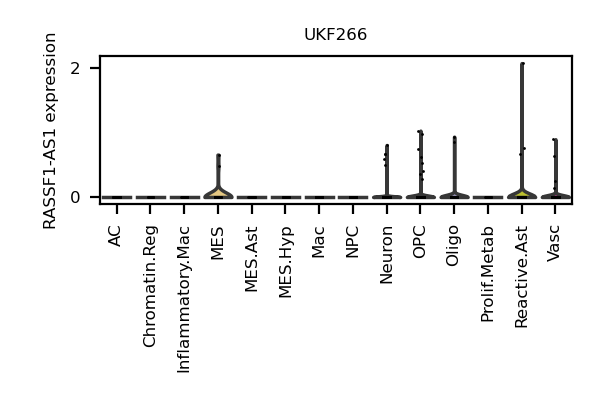 UKF266
RASSF1-AS1 expression
2
0
AC
Chromatin.Reg
Inflammatory.Mac
MES
MES.Ast
MES.Hyp
Mac
NPC
Neuron
OPC
Oligo
Prolif.Metab
Reactive.Ast
Vasc